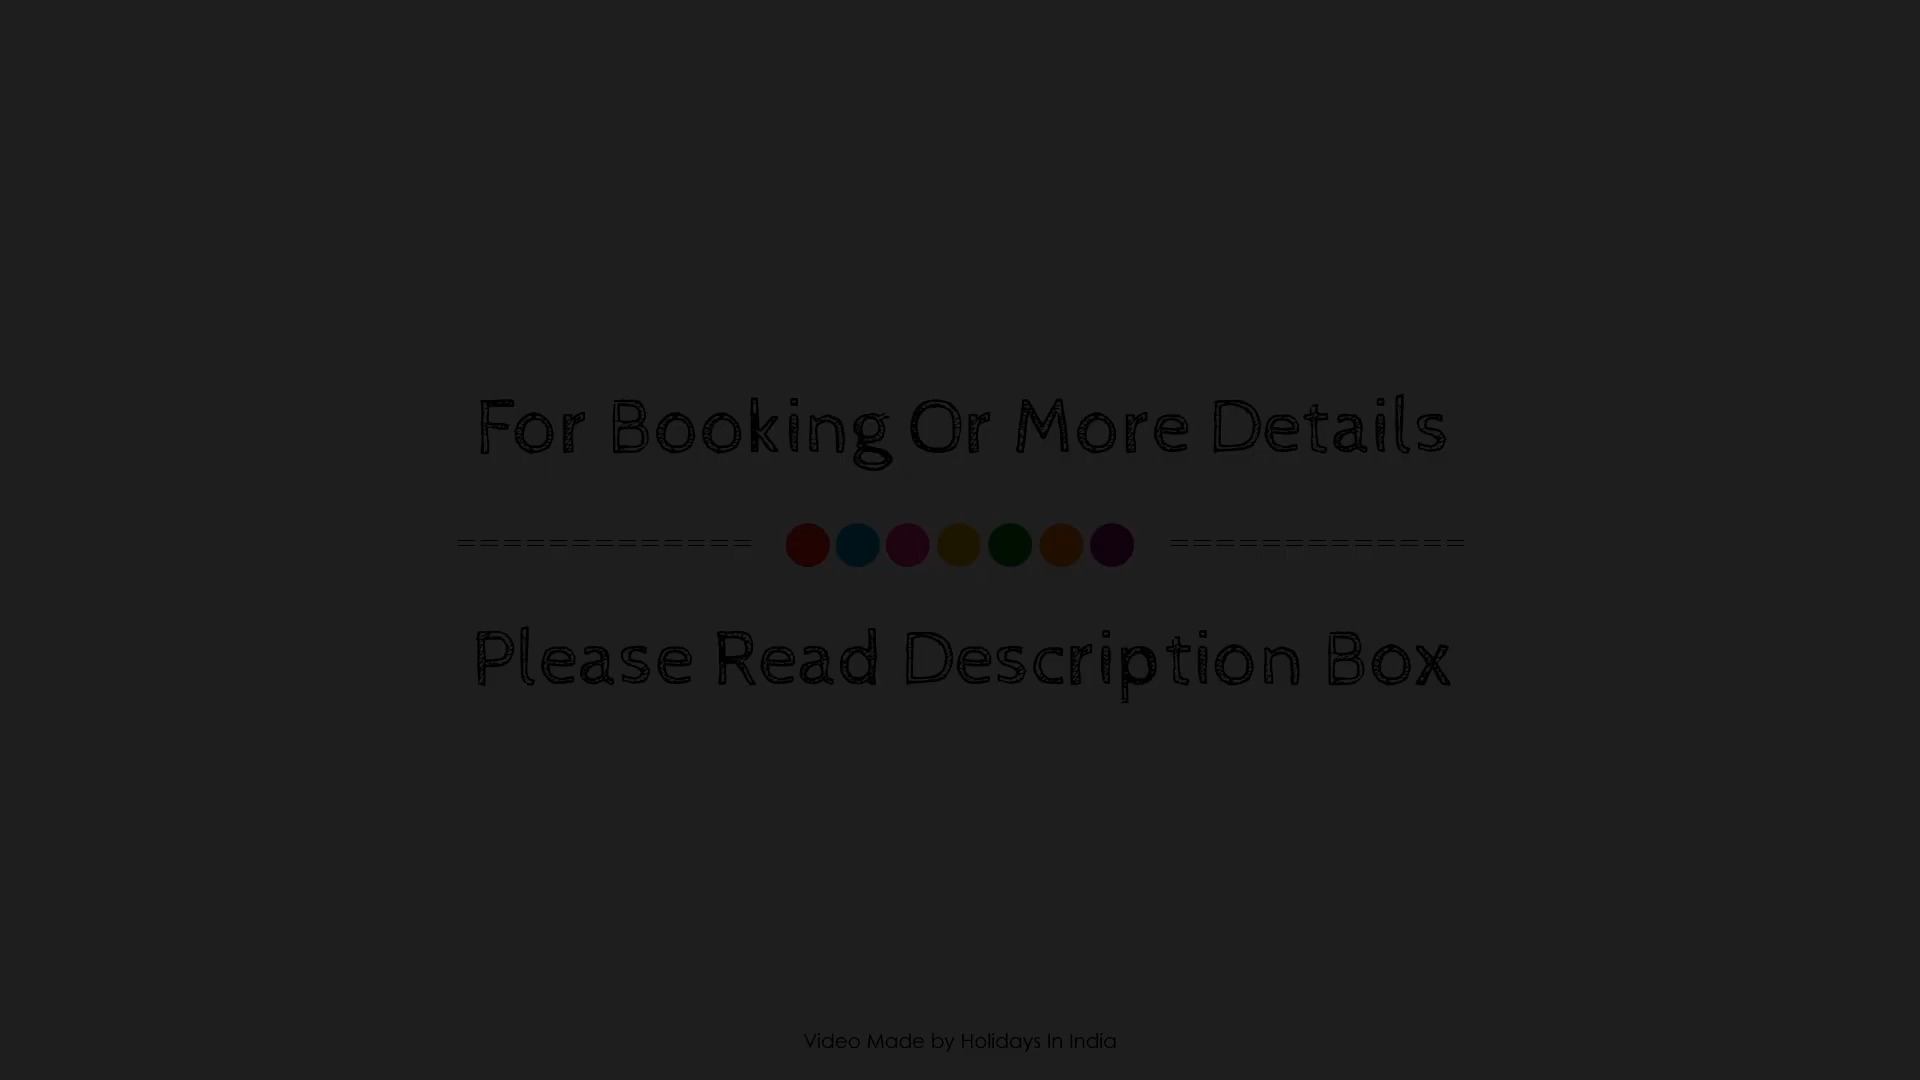 For Booking Or More Details
============= =============
Please Read Description Box
Video Made by Holidays In India